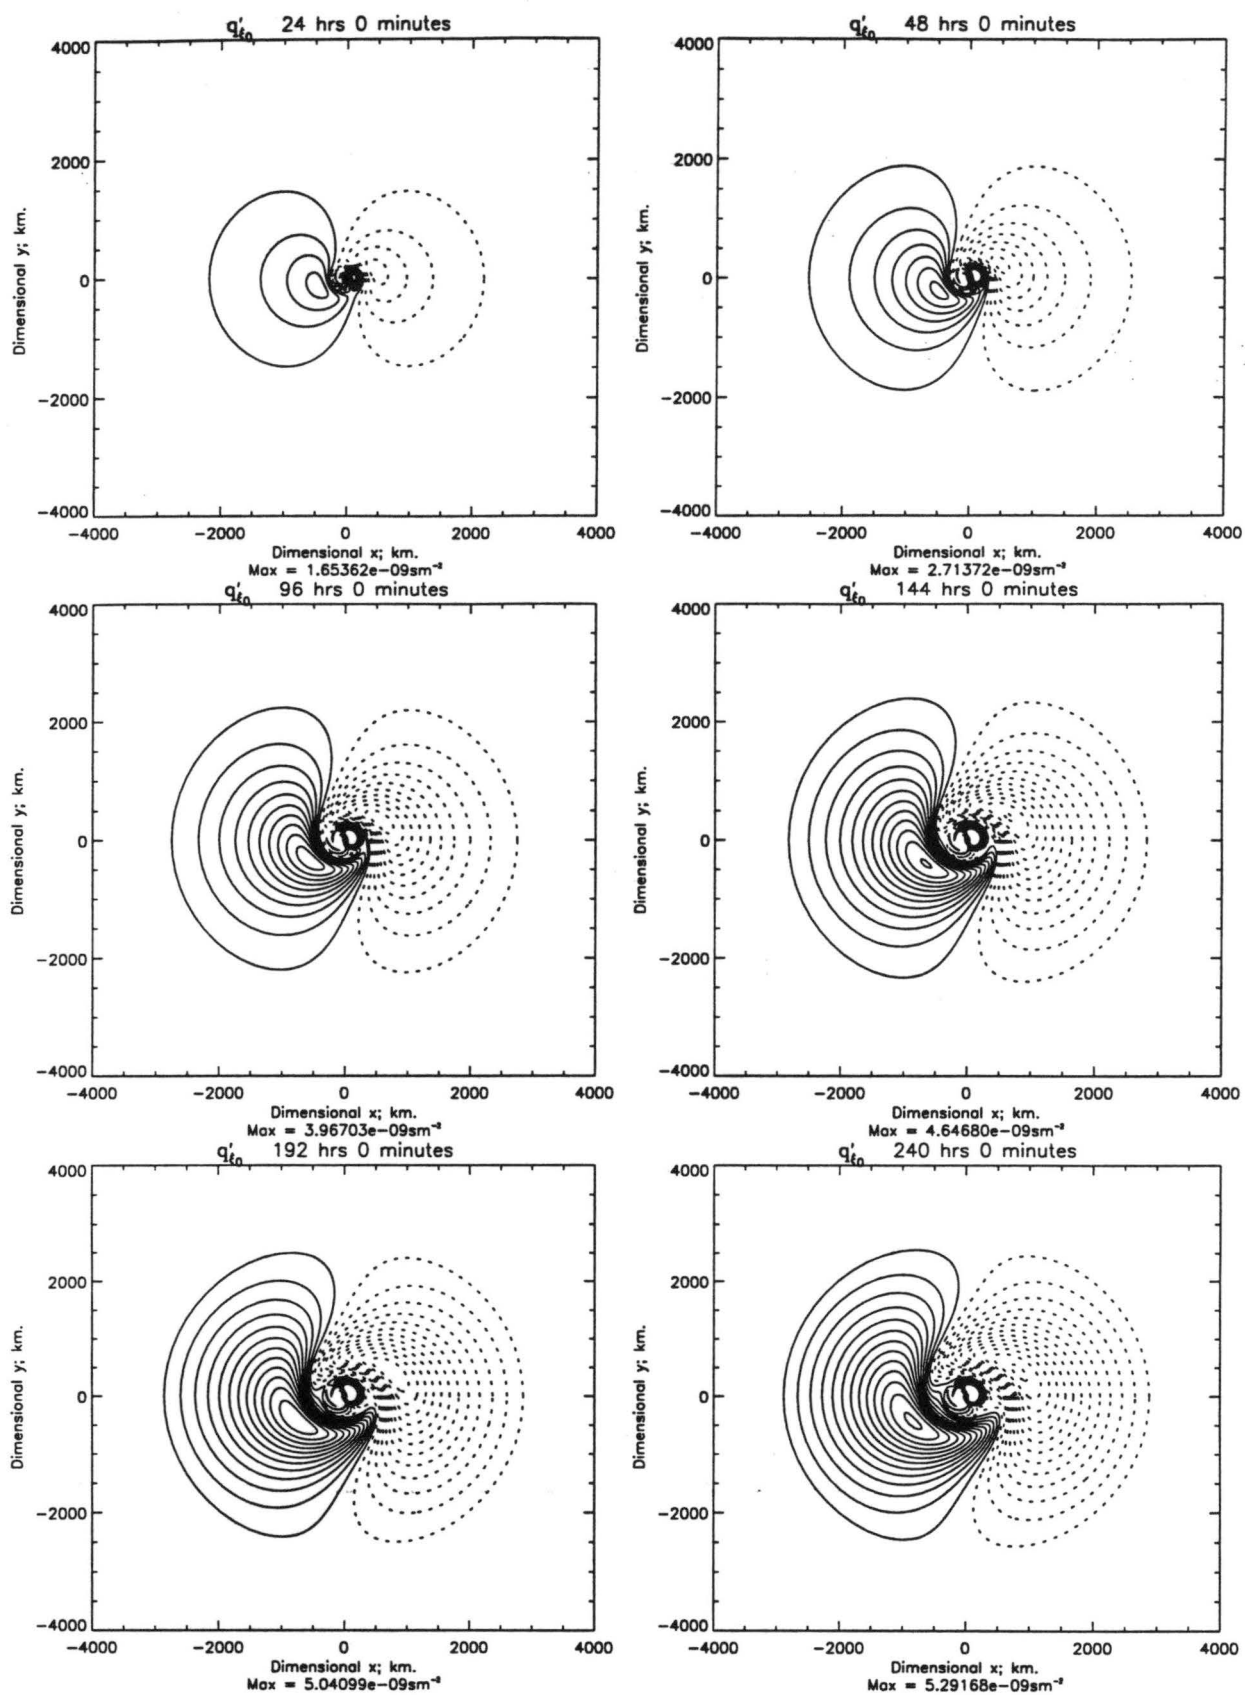 q′ξ0 24 hrs 0 minutes
4000
2000
0
−2000
−4000
Dimensional y; km.
−4000 −2000 0 2000 4000
Dimensional x; km.
Max = 1.65362e−09sm⁻²
q′ξ0 48 hrs 0 minutes
4000
2000
0
−2000
−4000
Dimensional y; km.
−4000 −2000 0 2000 4000
Dimensional x; km.
Max = 2.71372e−09sm⁻²
q′ξ0 96 hrs 0 minutes
4000
2000
0
−2000
−4000
Dimensional y; km.
−4000 −2000 0 2000 4000
Dimensional x; km.
Max = 3.96703e−09sm⁻²
q′ξ0 144 hrs 0 minutes
4000
2000
0
−2000
−4000
Dimensional y; km.
−4000 −2000 0 2000 4000
Dimensional x; km.
Max = 4.64680e−09sm⁻²
q′ξ0 192 hrs 0 minutes
4000
2000
0
−2000
−4000
Dimensional y; km.
−4000 −2000 0 2000 4000
Dimensional x; km.
Max = 5.04099e−09sm⁻²
q′ξ0 240 hrs 0 minutes
4000
2000
0
−2000
−4000
Dimensional y; km.
−4000 −2000 0 2000 4000
Dimensional x; km.
Max = 5.29168e−09sm⁻²